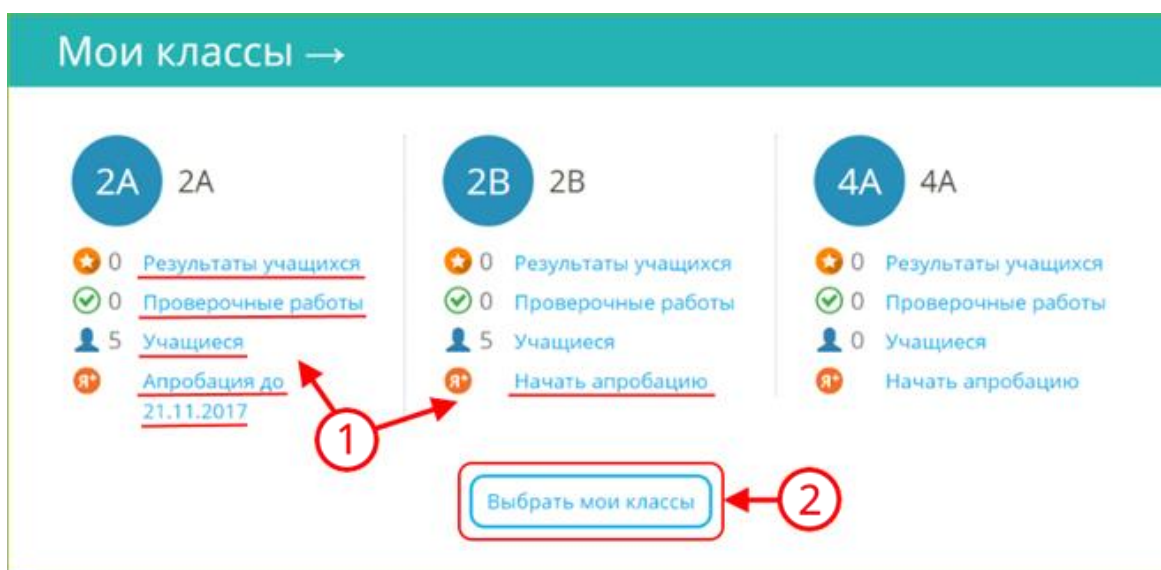 Мои классы →
2А 2А
0 Результаты учащихся
0 Проверочные работы
5 Учащиеся
Я+ Апробация до
21.11.2017
2В 2В
0 Результаты учащихся
0 Проверочные работы
5 Учащиеся
Я+ Начать апробацию
4А 4А
0 Результаты учащихся
0 Проверочные работы
0 Учащиеся
Я+ Начать апробацию
1
Выбрать мои классы
2